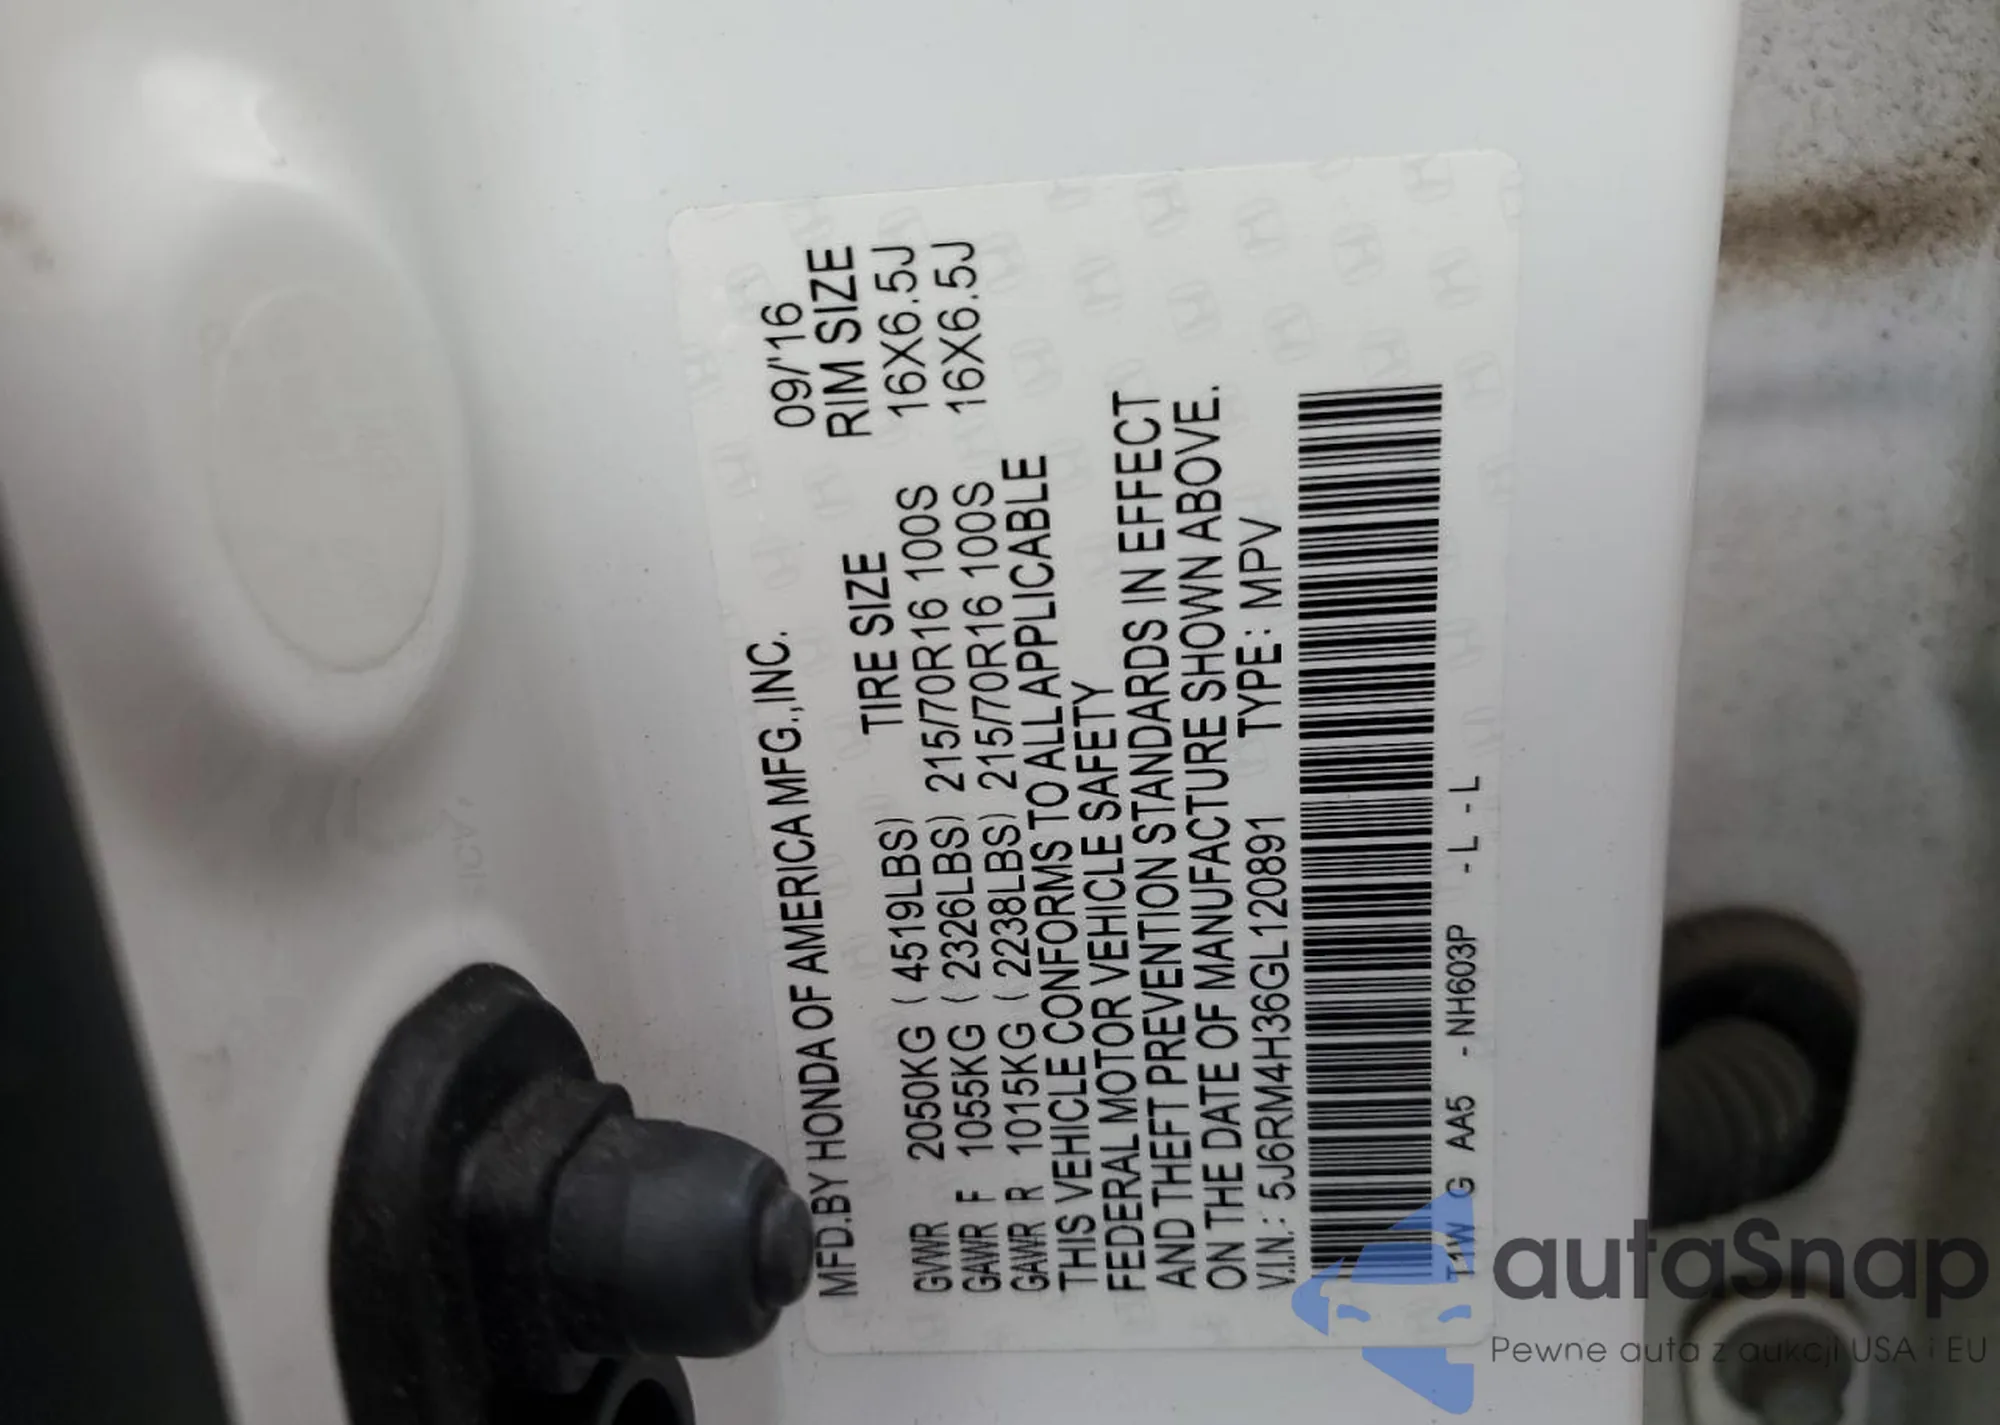 MFD.BY HONDA OF AMERICA MFG.,INC. 09/'16
TIRE SIZE RIM SIZE
GVWR 2050KG ( 4519LBS)
GAWR F 1055KG ( 2326LBS) 215/70R16 100S 16X6.5J
GAWR R 1015KG ( 2238LBS) 215/70R16 100S 16X6.5J
THIS VEHICLE CONFORMS TO ALL APPLICABLE
FEDERAL MOTOR VEHICLE SAFETY
AND THEFT PREVENTION STANDARDS IN EFFECT
ON THE DATE OF MANUFACTURE SHOWN ABOVE.
V.I.N.: 5J6RM4H36GL120891 TYPE: MPV
T1W G AA5 - NH603P - L - L
autaSnap
Pewne auta z aukcji USA i EU